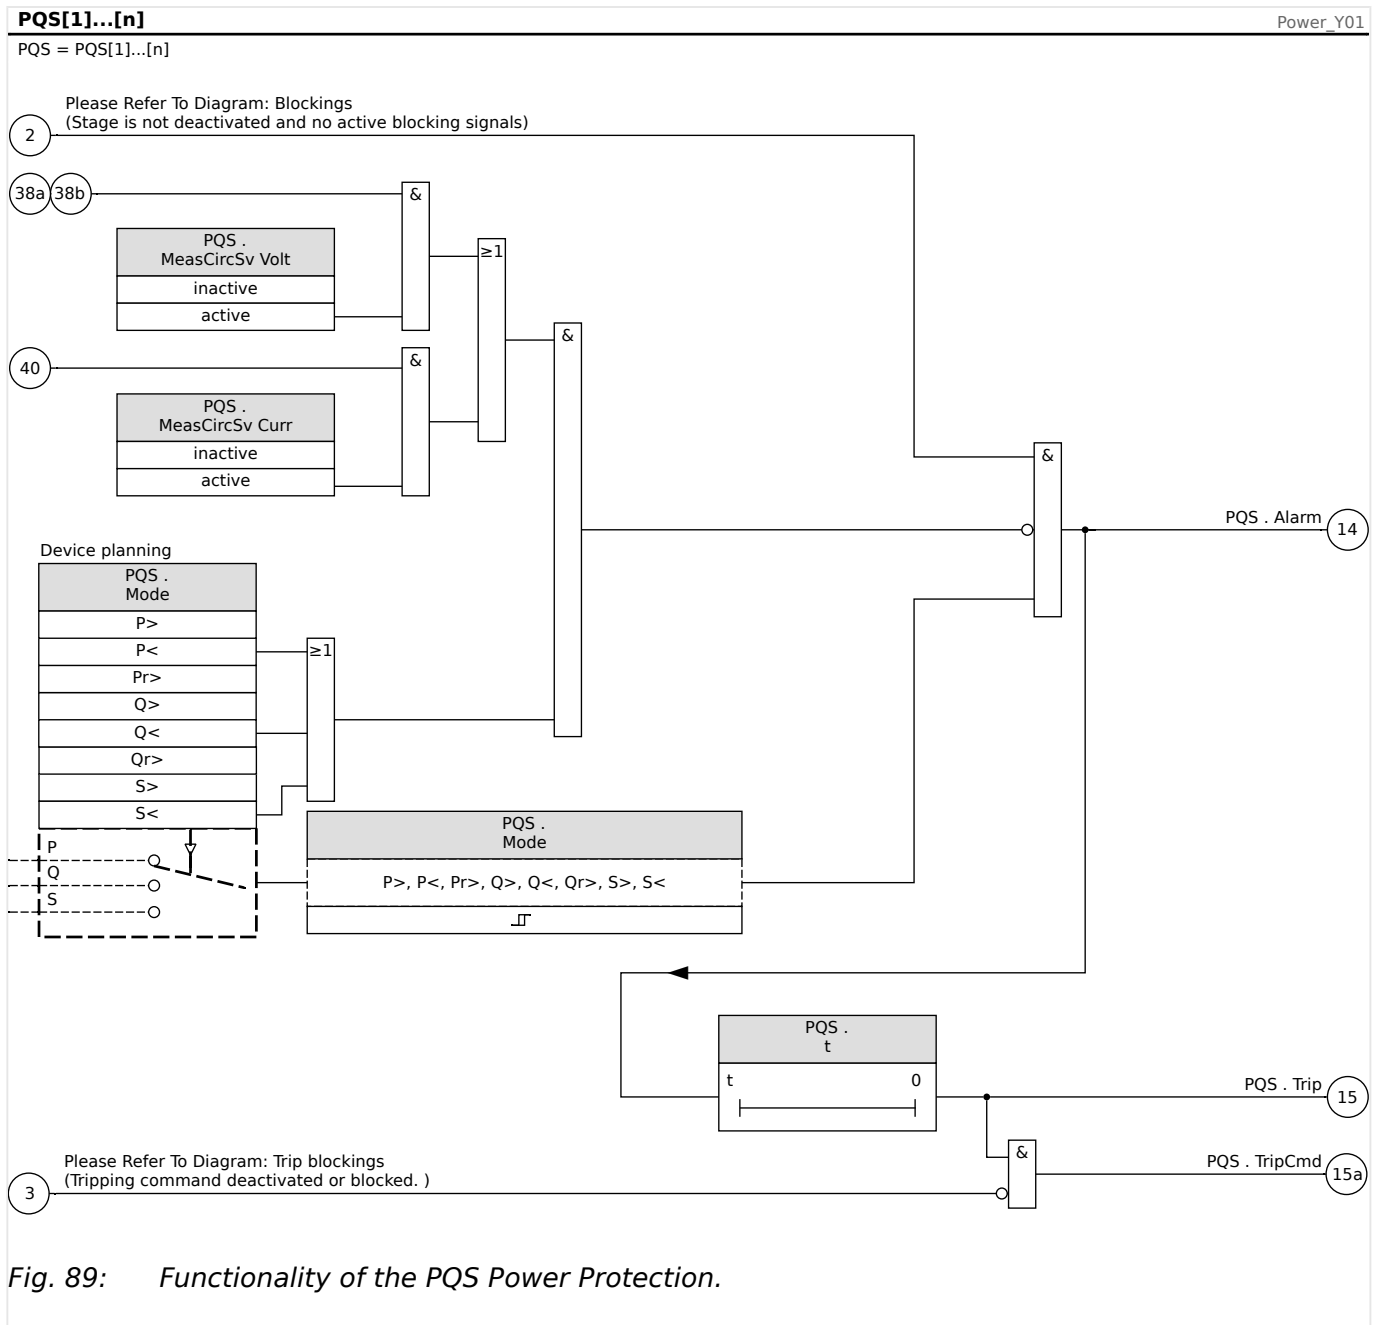 PQS[1]...[n]
Power_Y01
PQS = PQS[1]...[n]
Please Refer To Diagram: Blockings
(Stage is not deactivated and no active blocking signals)
2
38a 38b
&
PQS .
MeasCircSv Volt
inactive
active
≥1
&
40
&
PQS .
MeasCircSv Curr
inactive
active
&
PQS . Alarm
14
Device planning
PQS .
Mode
P>
P<
≥1
Pr>
Q>
Q<
Qr>
S>
S<
P
Q
S
PQS .
Mode
P>, P<, Pr>, Q>, Q<, Qr>, S>, S<
PQS .
t
t 0
PQS . Trip
15
&
PQS . TripCmd
15a
Please Refer To Diagram: Trip blockings
(Tripping command deactivated or blocked. )
3
Fig. 89: Functionality of the PQS Power Protection.